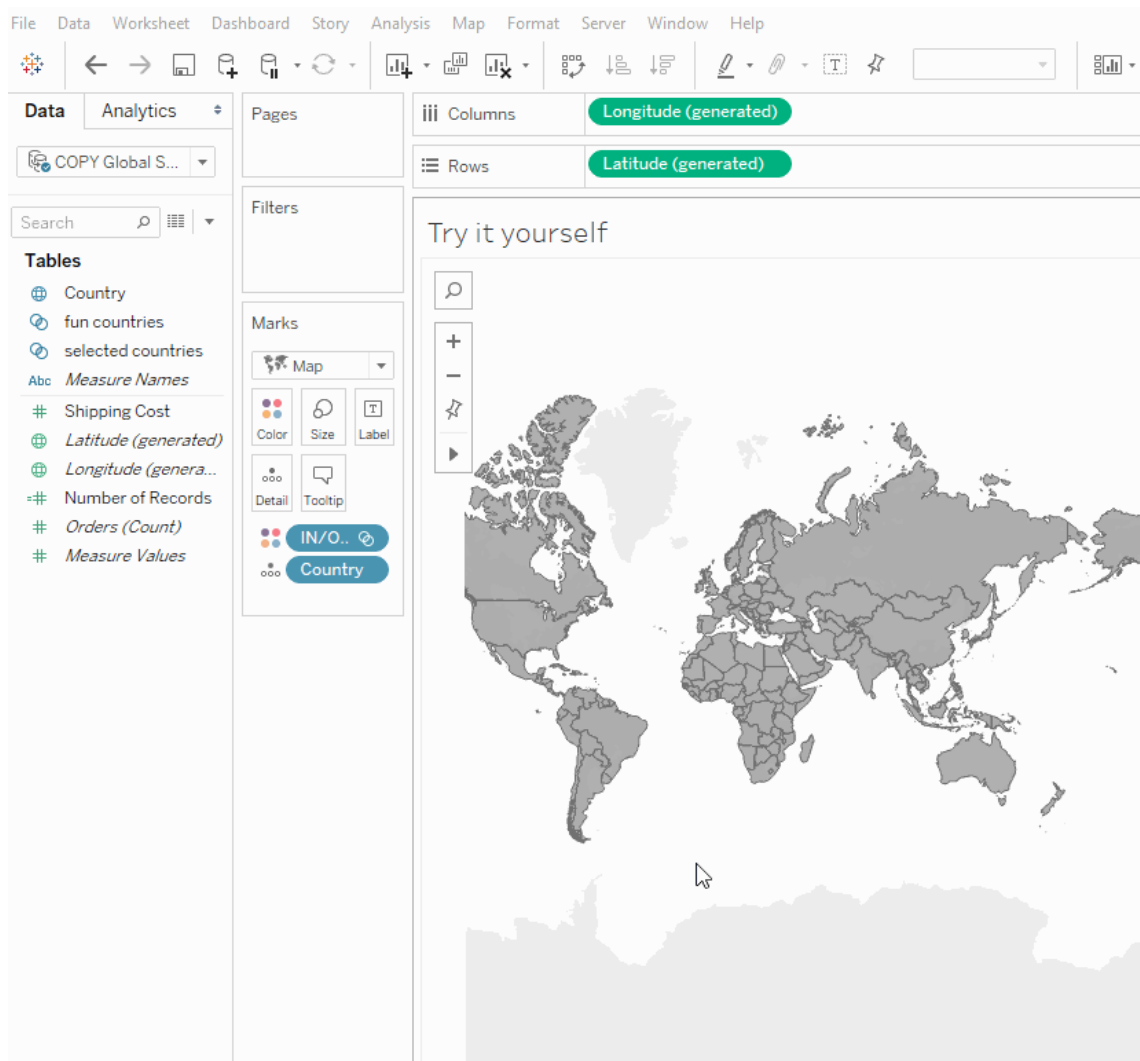 File Data Worksheet Dashboard Story Analysis Map Format Server Window Help
Data Analytics
COPY Global S...
Search
Tables
Country
fun countries
selected countries
Abc Measure Names
Shipping Cost
Latitude (generated)
Longitude (genera...
Number of Records
Orders (Count)
Measure Values
Pages
Filters
Marks
Map
Color Size Label
Detail Tooltip
IN/O..
Country
Columns Longitude (generated)
Rows Latitude (generated)
Try it yourself